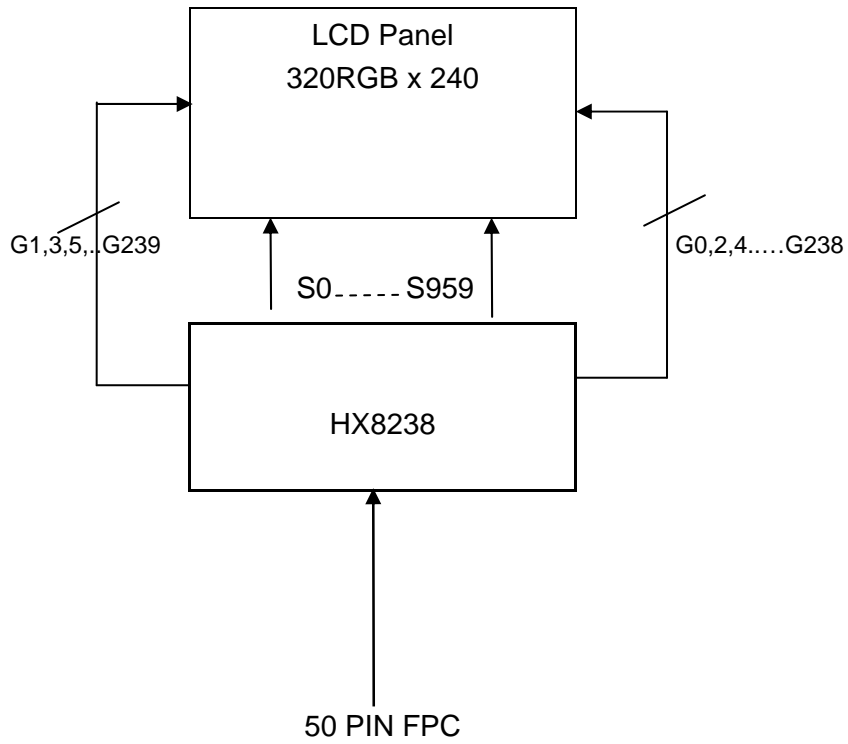 LCD Panel
320RGB x 240
G1,3,5,..G239
G0,2,4.….G238
S0------S959
HX8238
50 PIN FPC